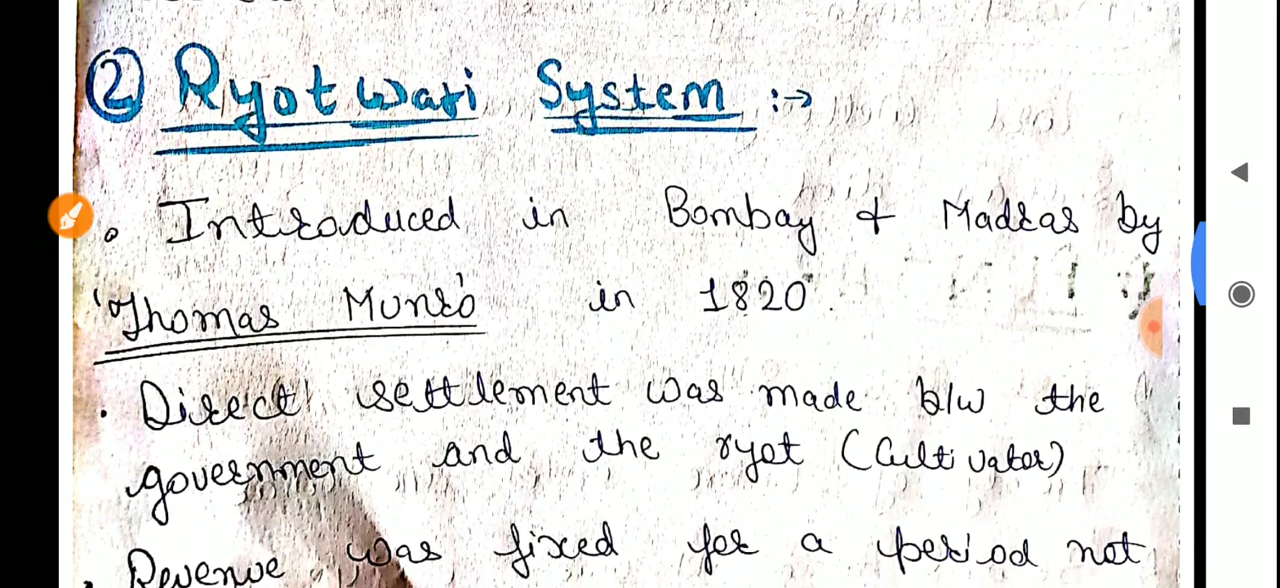 ② Ryotwari System :→
• Introduced in Bombay & Madras by
'Thomas Munro' in 1820.
• Direct settlement was made b/w the
government and the ryot (Cultivator)
• Revenue was fixed for a period not